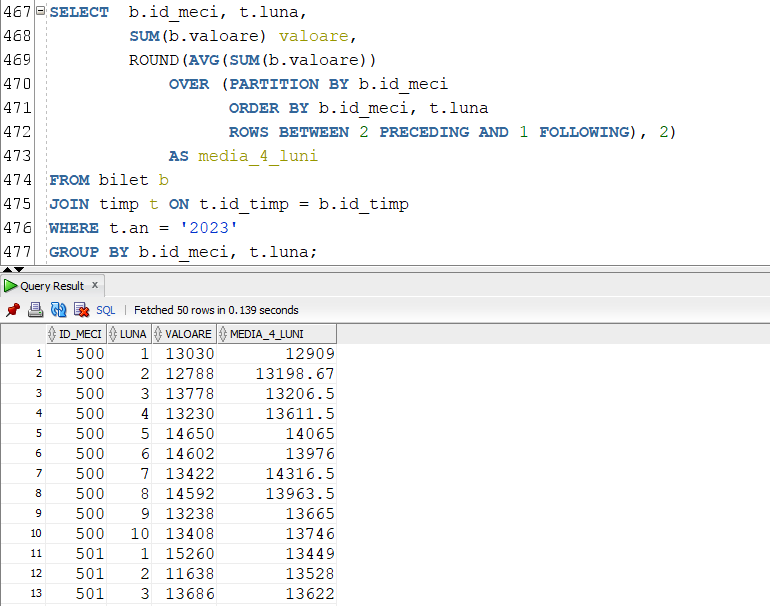 467 SELECT b.id_meci, t.luna,
468 SUM(b.valoare) valoare,
469 ROUND(AVG(SUM(b.valoare))
470 OVER (PARTITION BY b.id_meci
471 ORDER BY b.id_meci, t.luna
472 ROWS BETWEEN 2 PRECEDING AND 1 FOLLOWING), 2)
473 AS media_4_luni
474 FROM bilet b
475 JOIN timp t ON t.id_timp = b.id_timp
476 WHERE t.an = '2023'
477 GROUP BY b.id_meci, t.luna;
Query Result x
SQL | Fetched 50 rows in 0.139 seconds
ID_MECI LUNA VALOARE MEDIA_4_LUNI
1 500 1 13030 12909
2 500 2 12788 13198.67
3 500 3 13778 13206.5
4 500 4 13230 13611.5
5 500 5 14650 14065
6 500 6 14602 13976
7 500 7 13422 14316.5
8 500 8 14592 13963.5
9 500 9 13238 13665
10 500 10 13408 13746
11 501 1 15260 13449
12 501 2 11638 13528
13 501 3 13686 13622